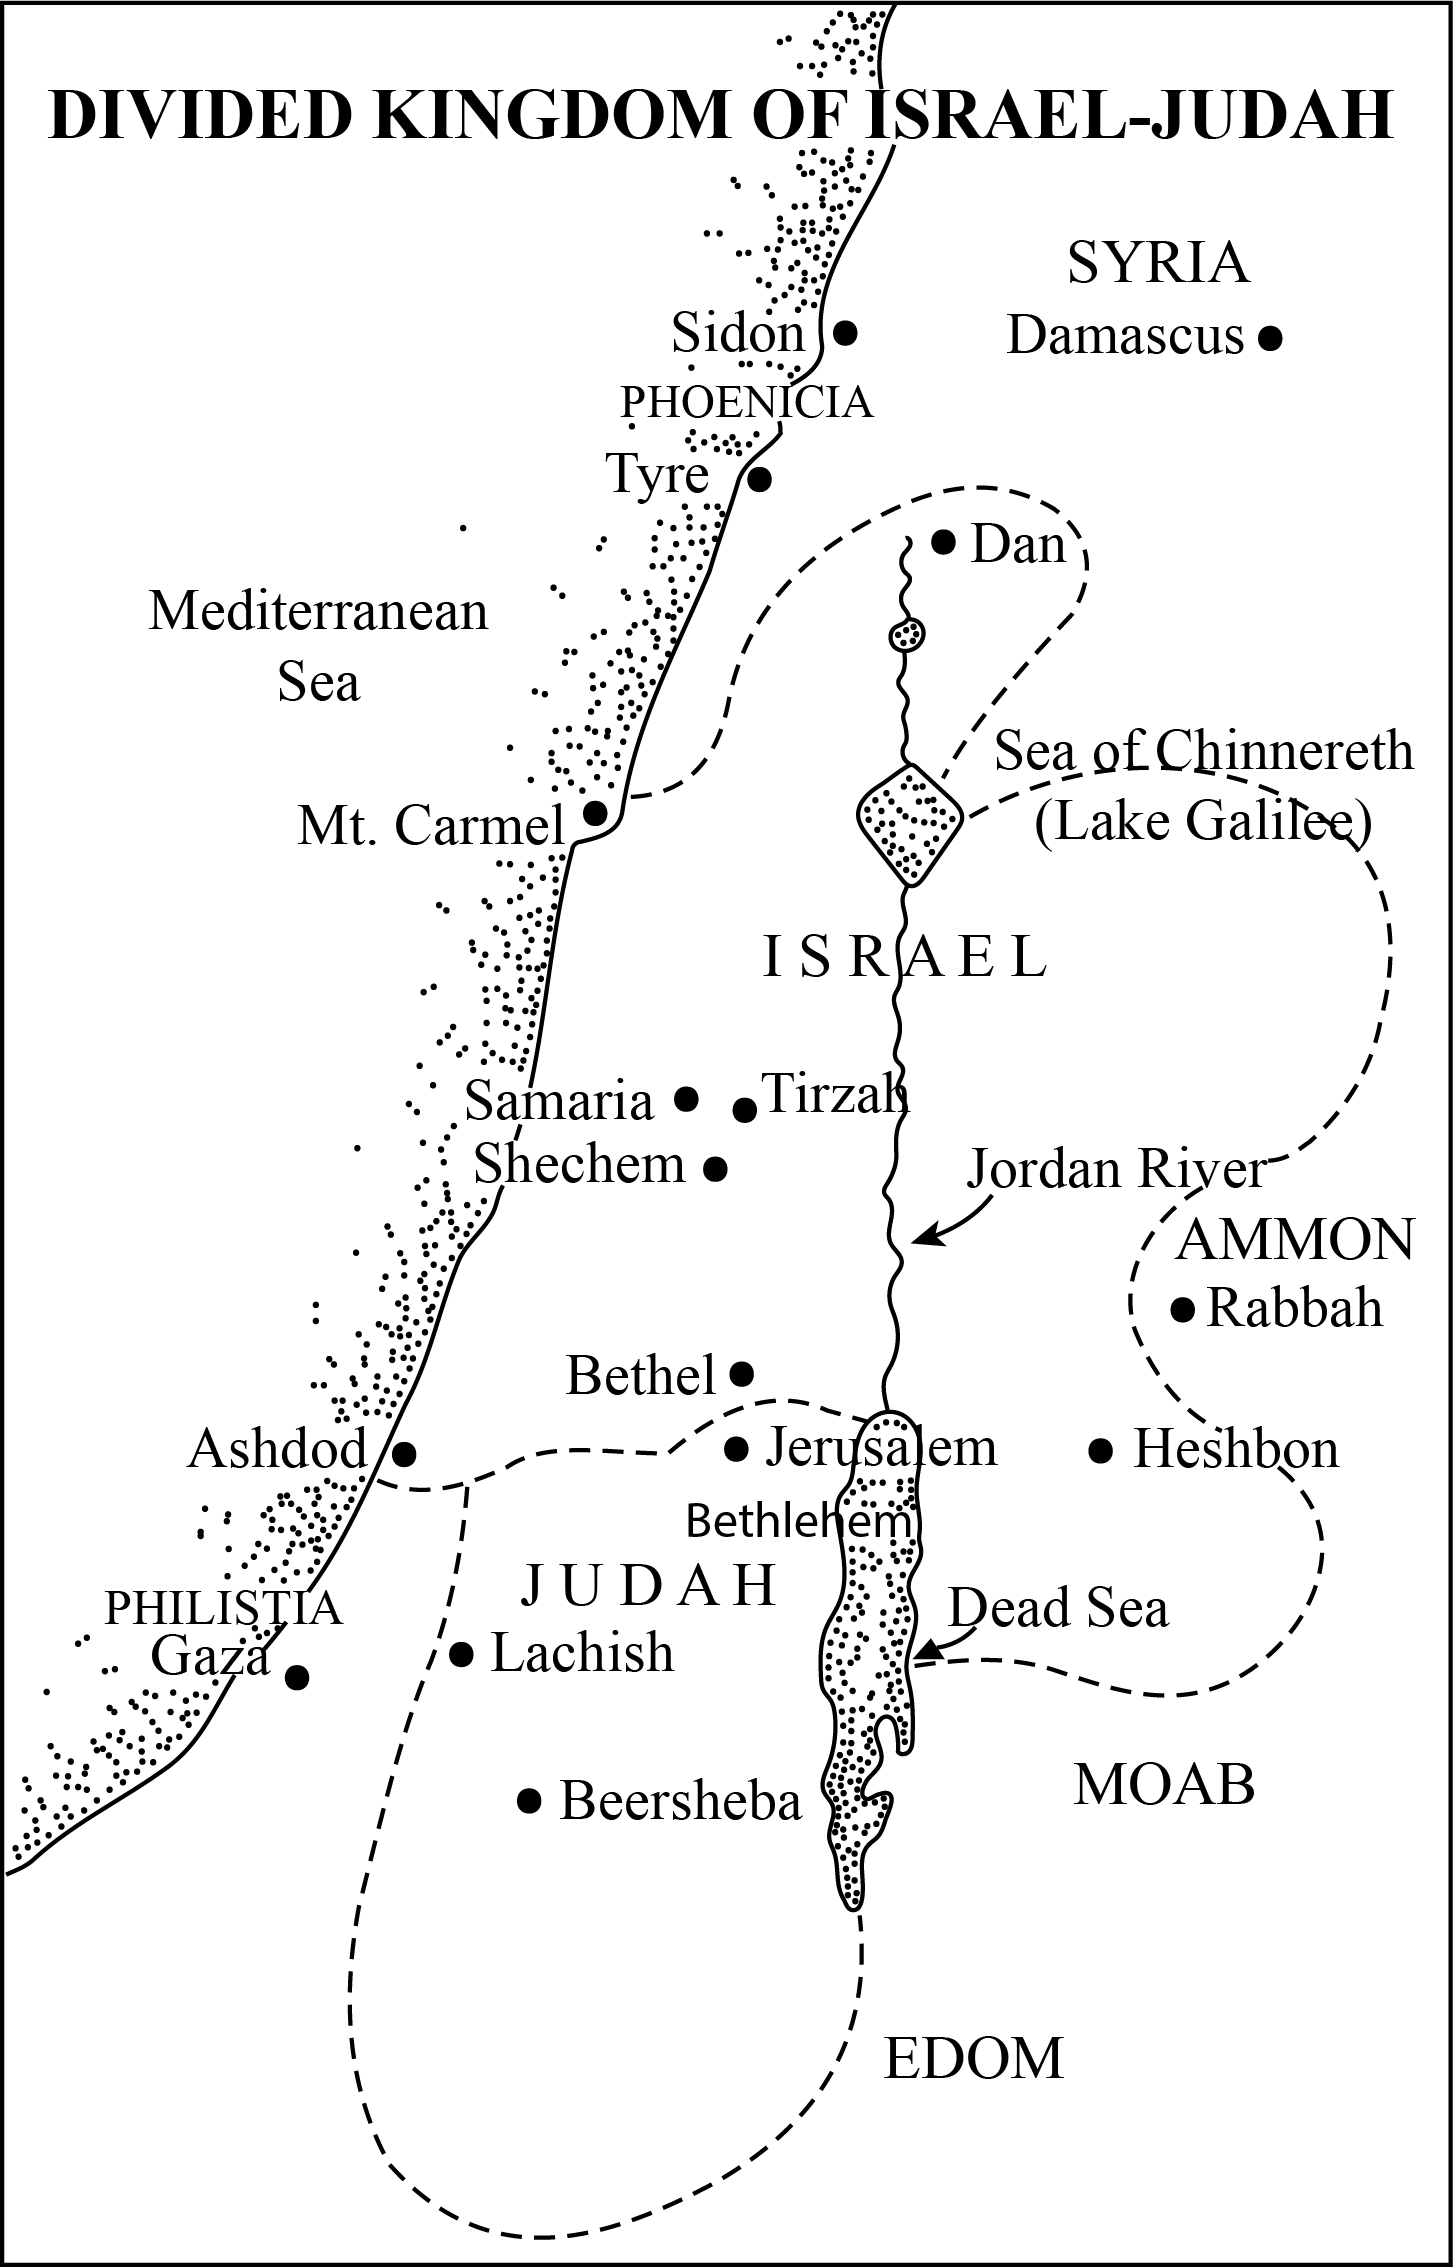 DIVIDED KINGDOM OF ISRAEL-JUDAH
SYRIA
Sidon
Damascus
PHOENICIA
Tyre
Dan
Mediterranean
Sea
Sea of Chinnereth
(Lake Galilee)
Mt. Carmel
ISRAEL
Samaria
Tirzah
Shechem
Jordan River
AMMON
Rabbah
Bethel
Ashdod
Jerusalem
Heshbon
Bethlehem
JUDAH
Dead Sea
PHILISTIA
Gaza
Lachish
MOAB
Beersheba
EDOM